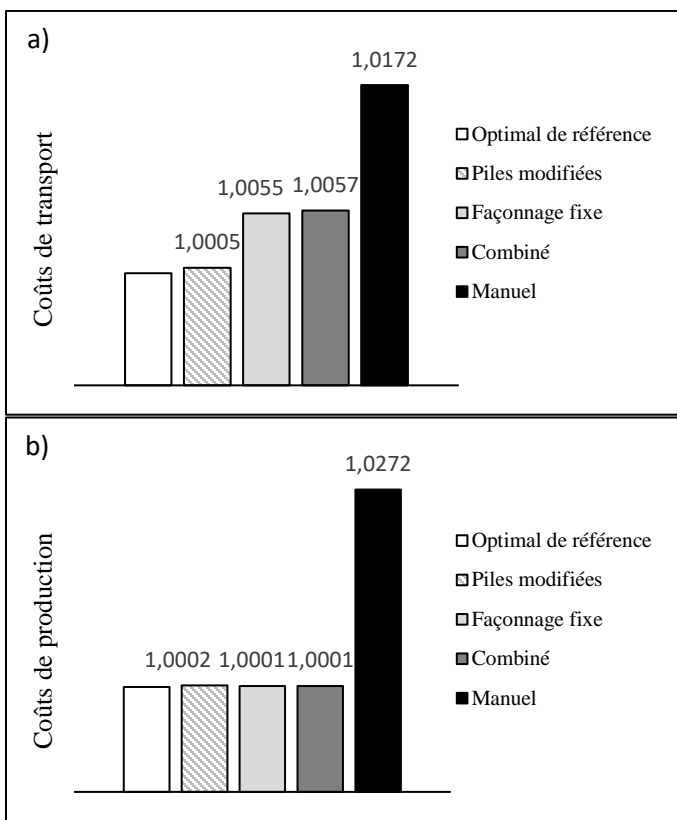 a)
Coûts de transport
1,0005
1,0055
1,0057
1,0172
Optimal de référence
Piles modifiées
Façonnage fixe
Combiné
Manuel
b)
Coûts de production
1,0002
1,0001
1,0001
1,0272
Optimal de référence
Piles modifiées
Façonnage fixe
Combiné
Manuel